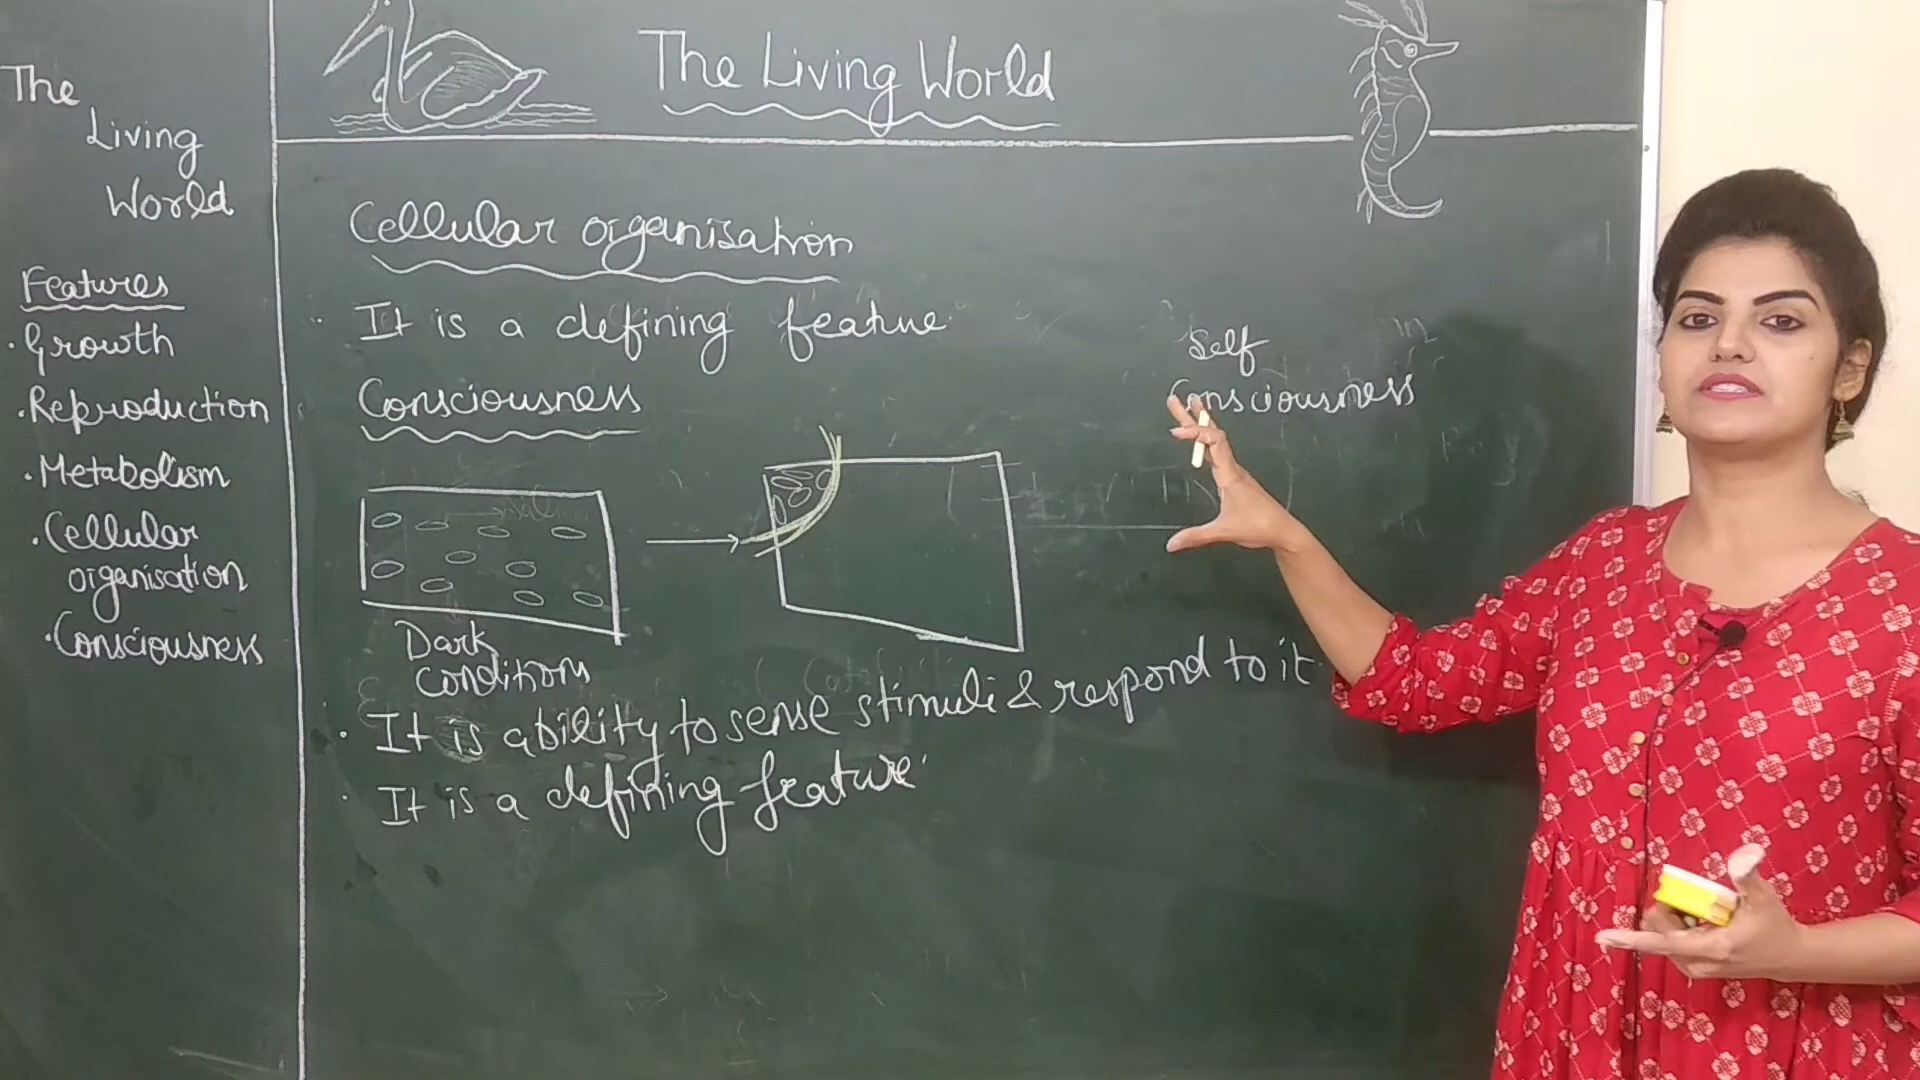 The
Living
World
Features
· Growth
· Reproduction
· Metabolism
· Cellular
organisation
· Consciousness
The Living World
Cellular organisation
· It is a defining feature
Consciousness
Self
Consciousness
Dark
conditions
· It is ability to sense stimuli & respond to it
· It is a defining feature